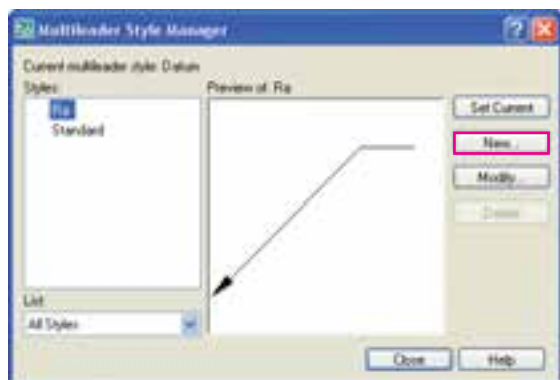 Multileader Style Manager
Current multileader style: Datum
Styles:
Ra
Standard
Preview of: Ra
Set Current
New...
Modify...
Delete
List:
All Styles
Close
Help